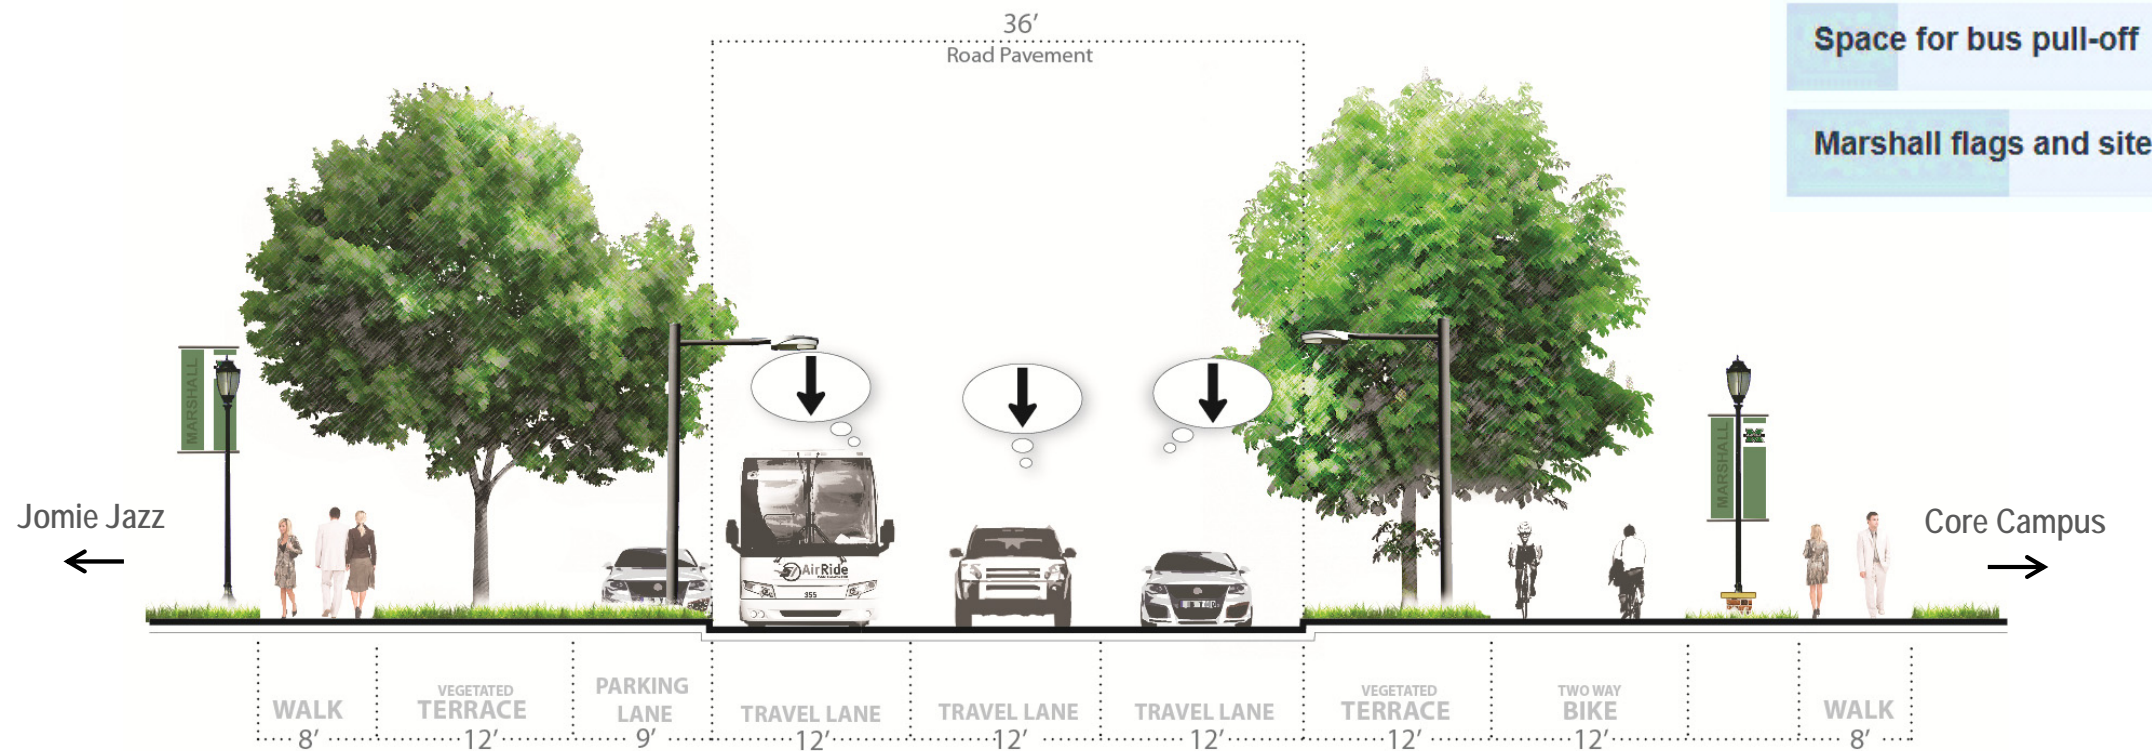 36’
Road Pavement
Space for bus pull-off
Marshall flags and site
MARSHALL
MARSHALL
Jomie Jazz
Core Campus
AirRide
355
WALK
8’
VEGETATED
TERRACE
12’
PARKING
LANE
9’
TRAVEL LANE
12’
TRAVEL LANE
12’
TRAVEL LANE
12’
VEGETATED
TERRACE
12’
TWO WAY
BIKE
12’
WALK
8’